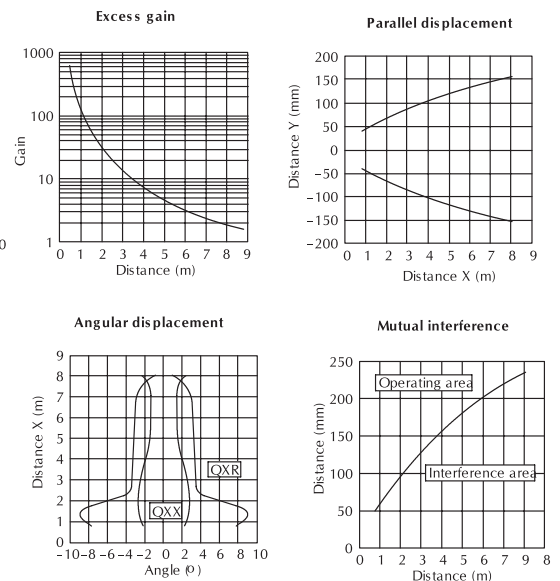 Excess gain
1000
100
10
1
Gain
0 1 2 3 4 5 6 7 8 9
Distance (m)
0
Parallel displacement
200
150
100
50
0
-50
-100
-150
-200
Distance Y (mm)
0 1 2 3 4 5 6 7 8 9
Distance X (m)
Angular displacement
9
8
7
6
5
4
3
2
1
0
Distance X (m)
QXR
QXX
-10 -8 -6 -4 -2 0 2 4 6 8 10
Angle (º)
Mutual interference
250
200
150
100
50
0
Distance (mm)
Operating area
Interference area
0 1 2 3 4 5 6 7 8
Distance (m)